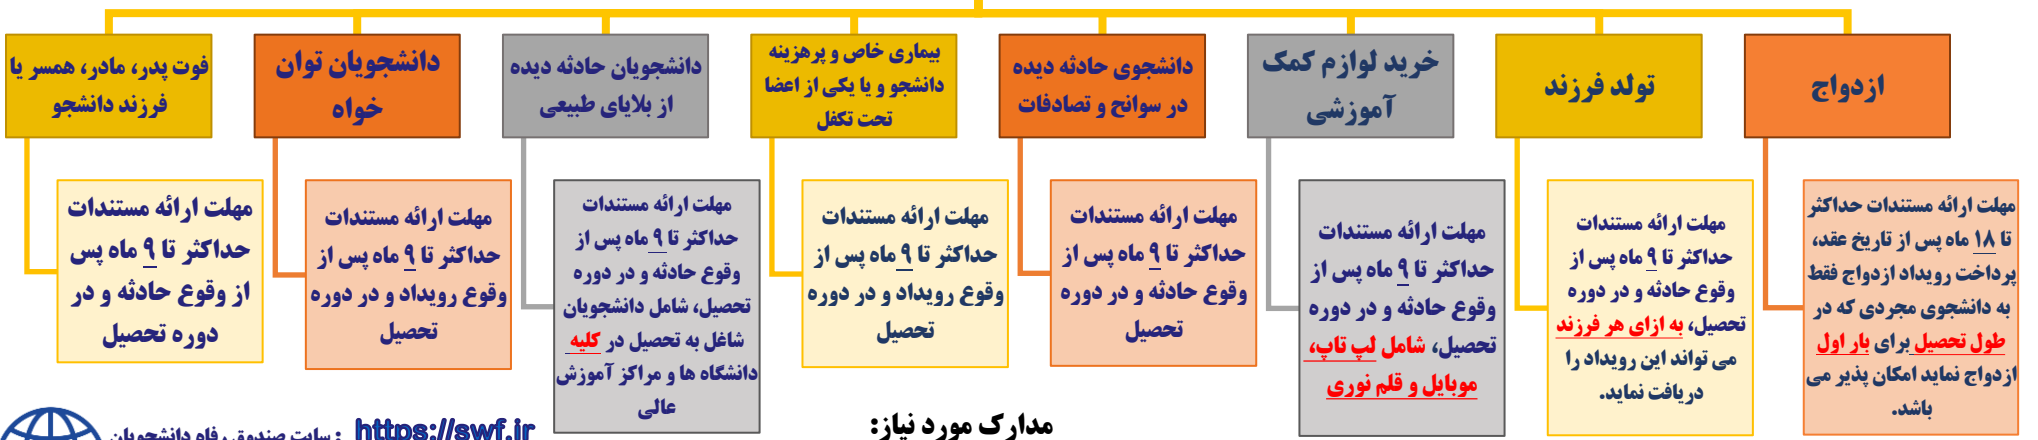 ازدواج
مهلت ارائه مستندات حداکثر
تا ۱۸ ماه پس از تاریخ عقد،
پرداخت رویداد ازدواج فقط
به دانشجوی مجردی که در
طول تحصیل برای بار اول
ازدواج نماید امکان پذیر می
باشد.
تولد فرزند
مهلت ارائه مستندات
حداکثر تا ۹ ماه پس از
وقوع حادثه و در دوره
تحصیل، به ازای هر فرزند
می تواند این رویداد را
دریافت نماید.
خرید لوازم کمک
آموزشی
مهلت ارائه مستندات
حداکثر تا ۹ ماه پس از
وقوع حادثه و در دوره
تحصیل، شامل لپ تاپ،
موبایل و قلم نوری
دانشجوی حادثه دیده
در سوانح و تصادفات
مهلت ارائه مستندات
حداکثر تا ۹ ماه پس از
وقوع حادثه و در دوره
تحصیل
بیماری خاص و پرهزینه
دانشجو و یا یکی از اعضا
تحت تکفل
مهلت ارائه مستندات
حداکثر تا ۹ ماه پس از
وقوع رویداد و در دوره
تحصیل
دانشجویان حادثه دیده
از بلایای طبیعی
مهلت ارائه مستندات
حداکثر تا ۹ ماه پس از
وقوع حادثه و در دوره
تحصیل، شامل دانشجویان
شاغل به تحصیل در کلیه
دانشگاه ها و مراکز آموزش
عالی
دانشجویان توان
خواه
مهلت ارائه مستندات
حداکثر تا ۹ ماه پس از
وقوع رویداد و در دوره
تحصیل
فوت پدر، مادر، همسر یا
فرزند دانشجو
مهلت ارائه مستندات
حداکثر تا ۹ ماه پس
از وقوع حادثه و در
دوره تحصیل
مدارک مورد نیاز:
سایت صندوق رفاه دانشجویان : https://swf.ir